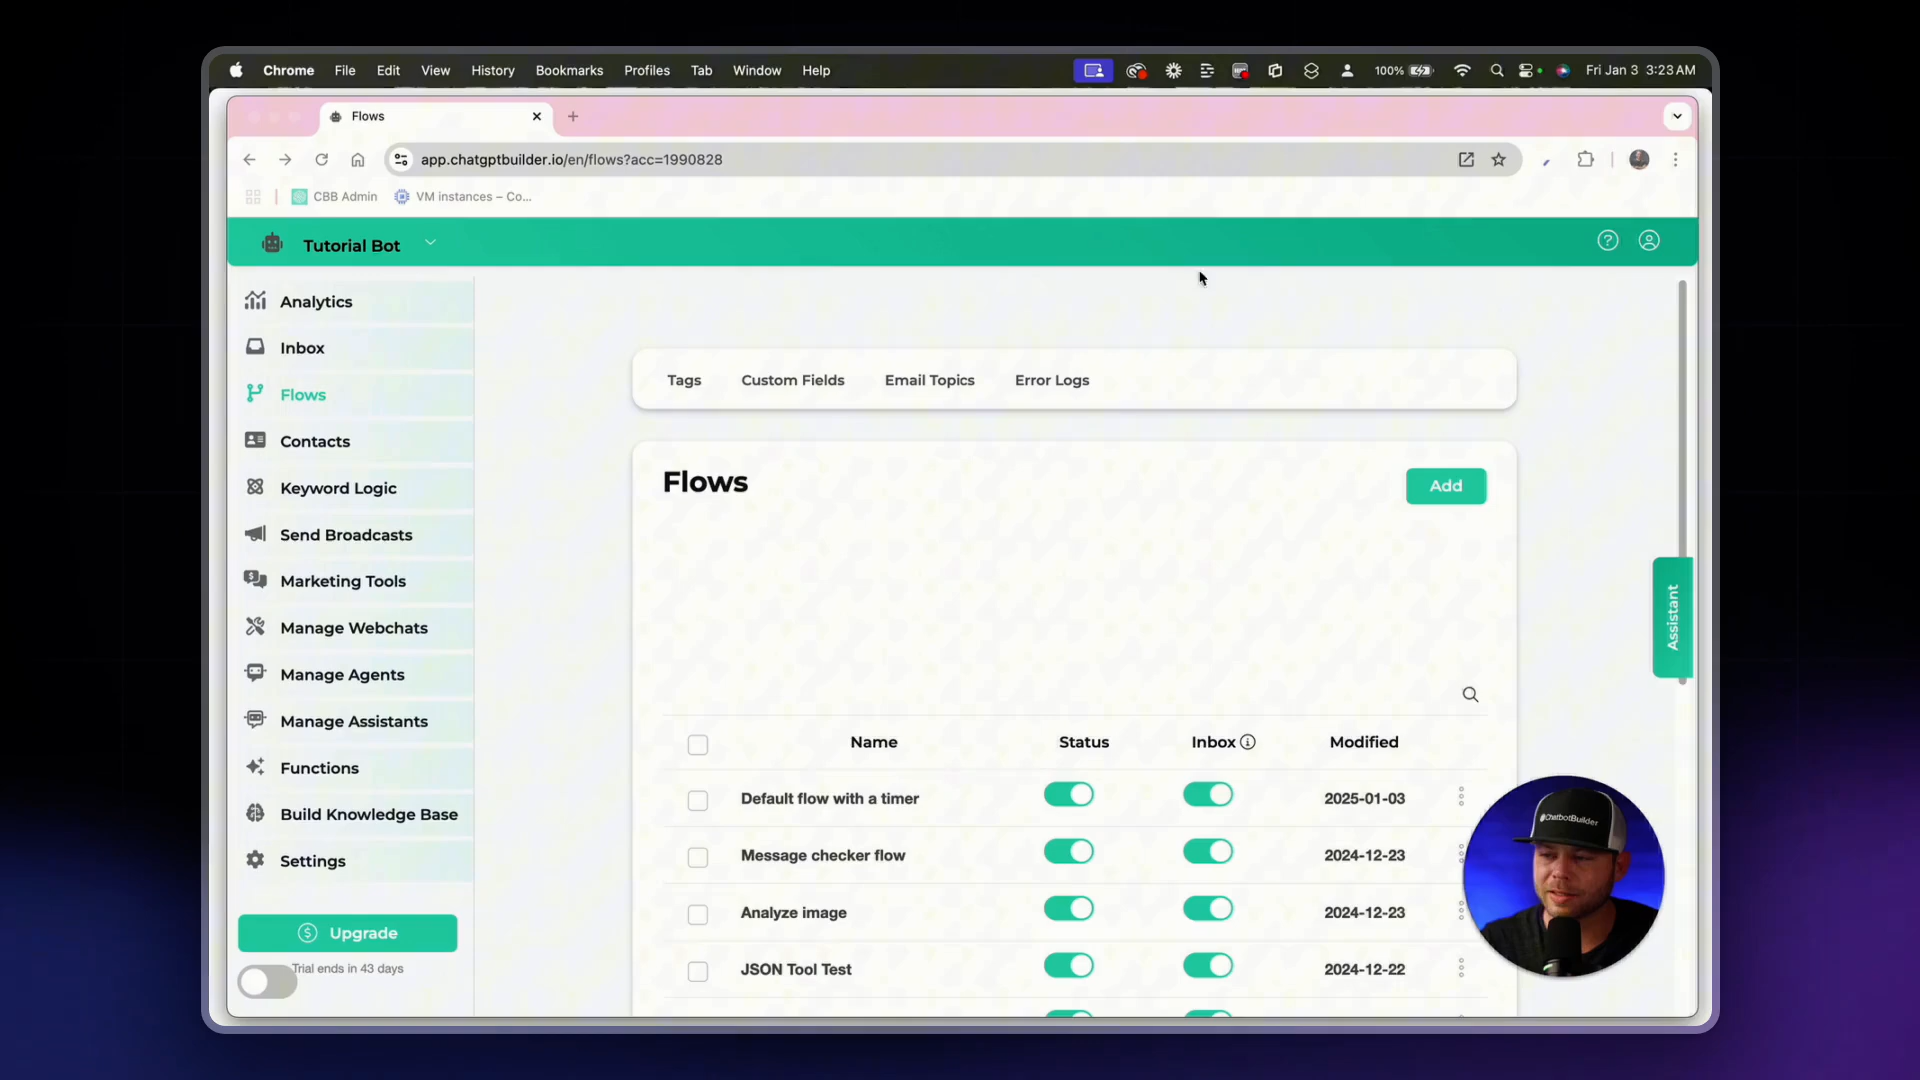 Chrome File Edit View History Bookmarks Profiles Tab Window Help 100% Fri Jan 3 3:23 AM
Flows
app.chatgptbuilder.io/en/flows?acc=1990828
CBB Admin VM instances – Co...
Tutorial Bot
Analytics
Inbox
Flows
Contacts
Keyword Logic
Send Broadcasts
Marketing Tools
Manage Webchats
Manage Agents
Manage Assistants
Functions
Build Knowledge Base
Settings
Upgrade
Trial ends in 43 days
Tags Custom Fields Email Topics Error Logs
Flows
Add
Name Status Inbox Modified
Default flow with a timer 2025-01-03
Message checker flow 2024-12-23
Analyze image 2024-12-23
JSON Tool Test 2024-12-22
Assistant
ChatbotBuilder